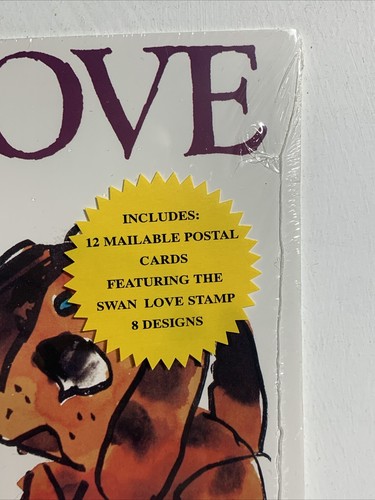 OVE
INCLUDES:
12 MAILABLE POSTAL
CARDS
FEATURING THE
SWAN LOVE STAMP
8 DESIGNS